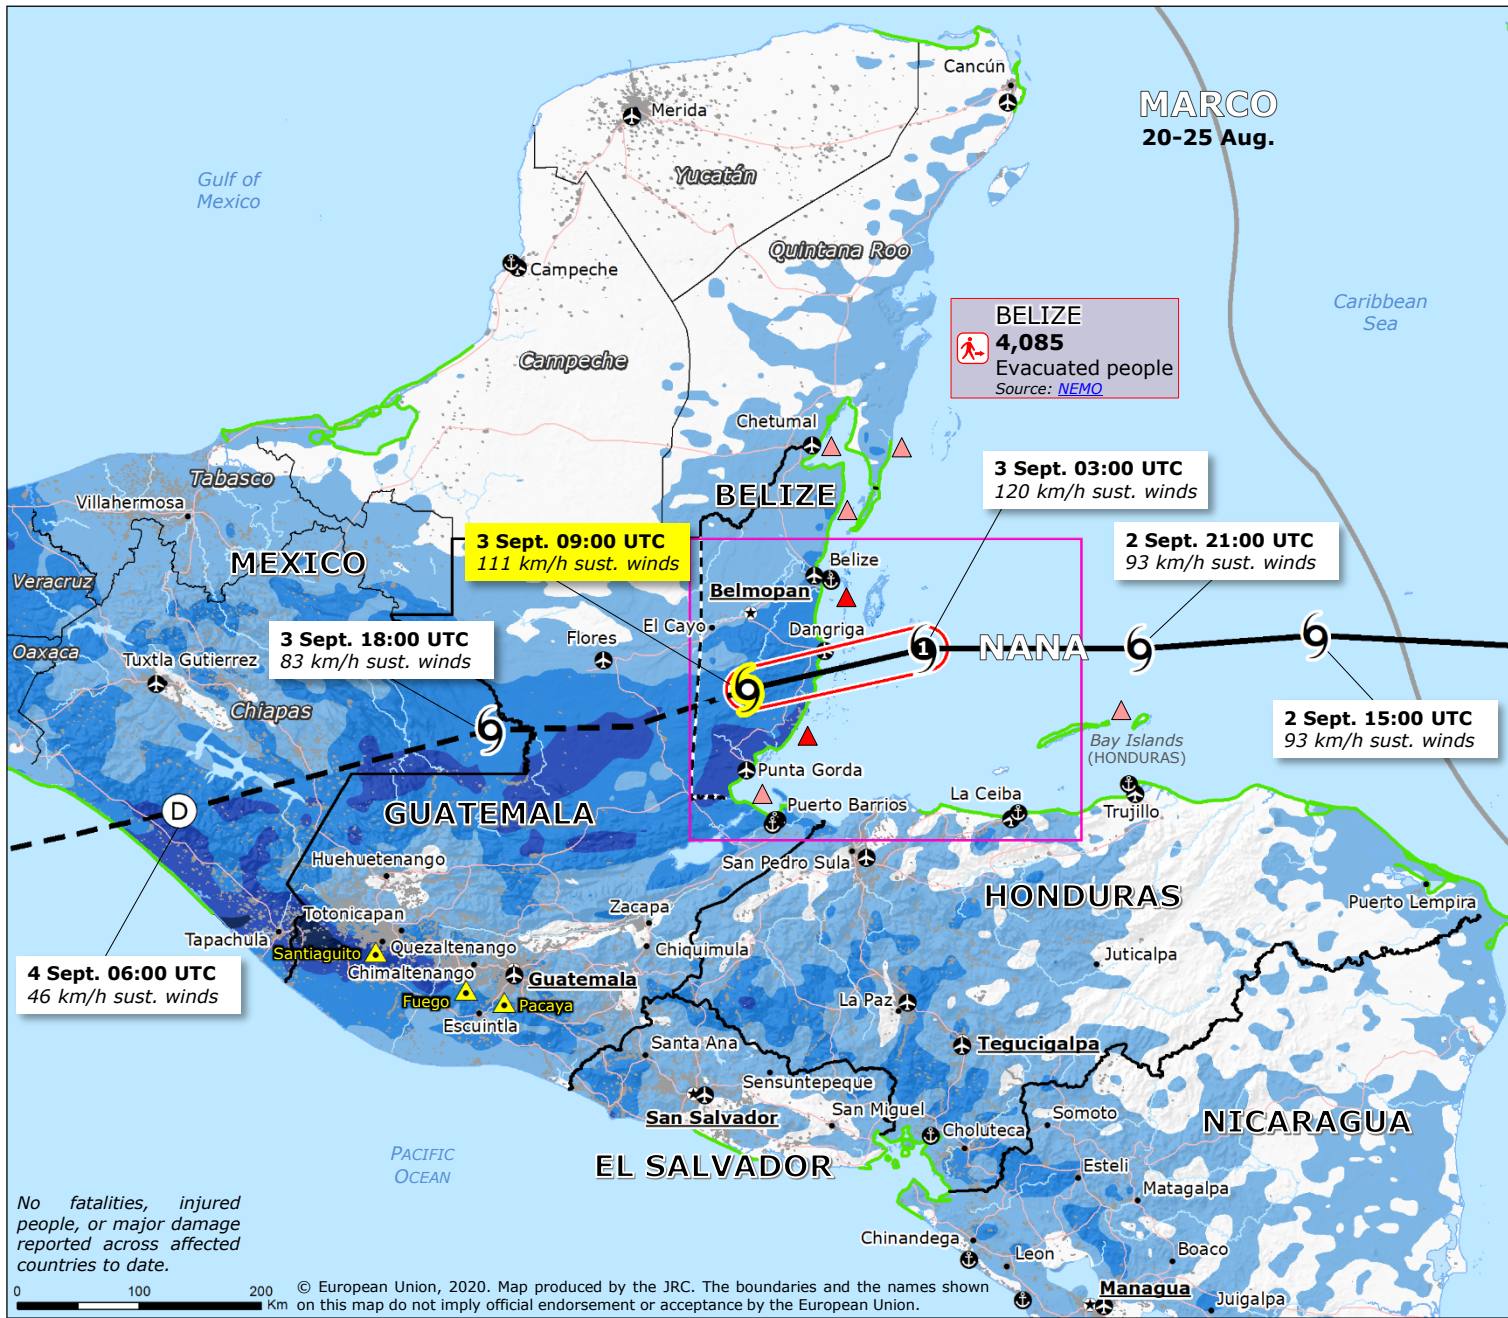 Cancún
MARCO
20-25 Aug.
Merida
Yucatán
Gulf of
Mexico
Quintana Roo
Campeche
Caribbean
Sea
BELIZE
4,085
Evacuated people
Source: NEMO
Campeche
Chetumal
3 Sept. 03:00 UTC
120 km/h sust. winds
Tabasco
BELIZE
Villahermosa
3 Sept. 09:00 UTC
111 km/h sust. winds
2 Sept. 21:00 UTC
93 km/h sust. winds
MEXICO
Veracruz
Belize
Belmopan
El Cayo
Dangriga
3 Sept. 18:00 UTC
83 km/h sust. winds
Flores
1
NANA
Oaxaca
Tuxtla Gutierrez
Chiapas
2 Sept. 15:00 UTC
93 km/h sust. winds
Bay Islands
(HONDURAS)
Punta Gorda
D
GUATEMALA
Puerto Barrios
La Ceiba
Trujillo
Huehuetenango
San Pedro Sula
HONDURAS
Puerto Lempira
Totonicapan
Zacapa
Tapachula
Santiaguito
Quezaltenango
Chiquimula
Juticalpa
4 Sept. 06:00 UTC
46 km/h sust. winds
Chimaltenango
Guatemala
Fuego
Pacaya
La Paz
Escuintla
Santa Ana
Tegucigalpa
Sensuntepeque
San Salvador
San Miguel
Somoto
NICARAGUA
Choluteca
PACIFIC
OCEAN
EL SALVADOR
Esteli
Matagalpa
No fatalities, injured
people, or major damage
reported across affected
countries to date.
Chinandega
Leon
Boaco
0 100 200
Km
© European Union, 2020. Map produced by the JRC. The boundaries and the names shown
on this map do not imply official endorsement or acceptance by the European Union.
Managua
Juigalpa